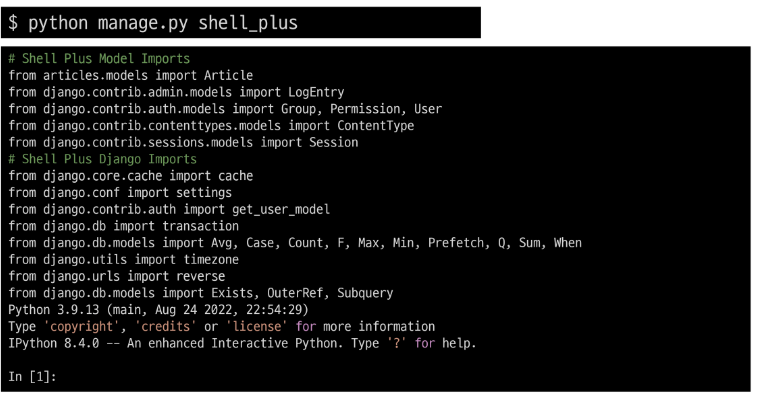 $ python manage.py shell_plus
# Shell Plus Model Imports
from articles.models import Article
from django.contrib.admin.models import LogEntry
from django.contrib.auth.models import Group, Permission, User
from django.contrib.contenttypes.models import ContentType
from django.contrib.sessions.models import Session
# Shell Plus Django Imports
from django.core.cache import cache
from django.conf import settings
from django.contrib.auth import get_user_model
from django.db import transaction
from django.db.models import Avg, Case, Count, F, Max, Min, Prefetch, Q, Sum, When
from django.utils import timezone
from django.urls import reverse
from django.db.models import Exists, OuterRef, Subquery
Python 3.9.13 (main, Aug 24 2022, 22:54:29)
Type 'copyright', 'credits' or 'license' for more information
IPython 8.4.0 -- An enhanced Interactive Python. Type '?' for help.
In [1]: